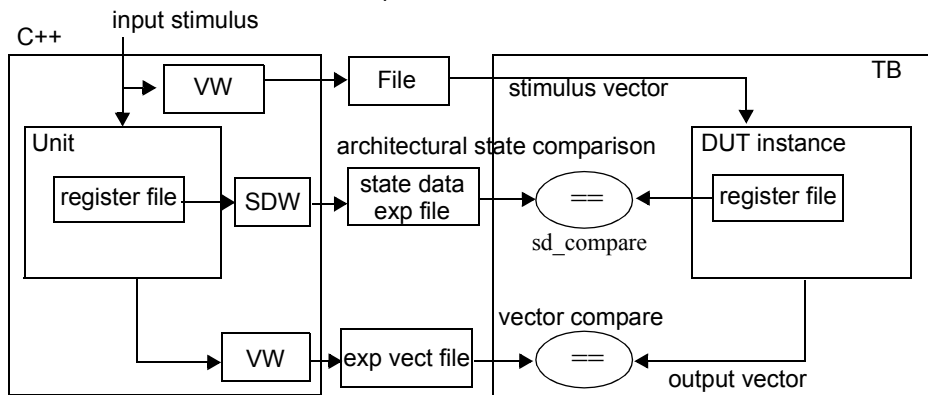 input stimulus
C++
TB
VW
File
stimulus vector
Unit
architectural state comparison
DUT instance
register file
SDW
state data
exp file
==
register file
sd_compare
vector compare
VW
exp vect file
==
output vector